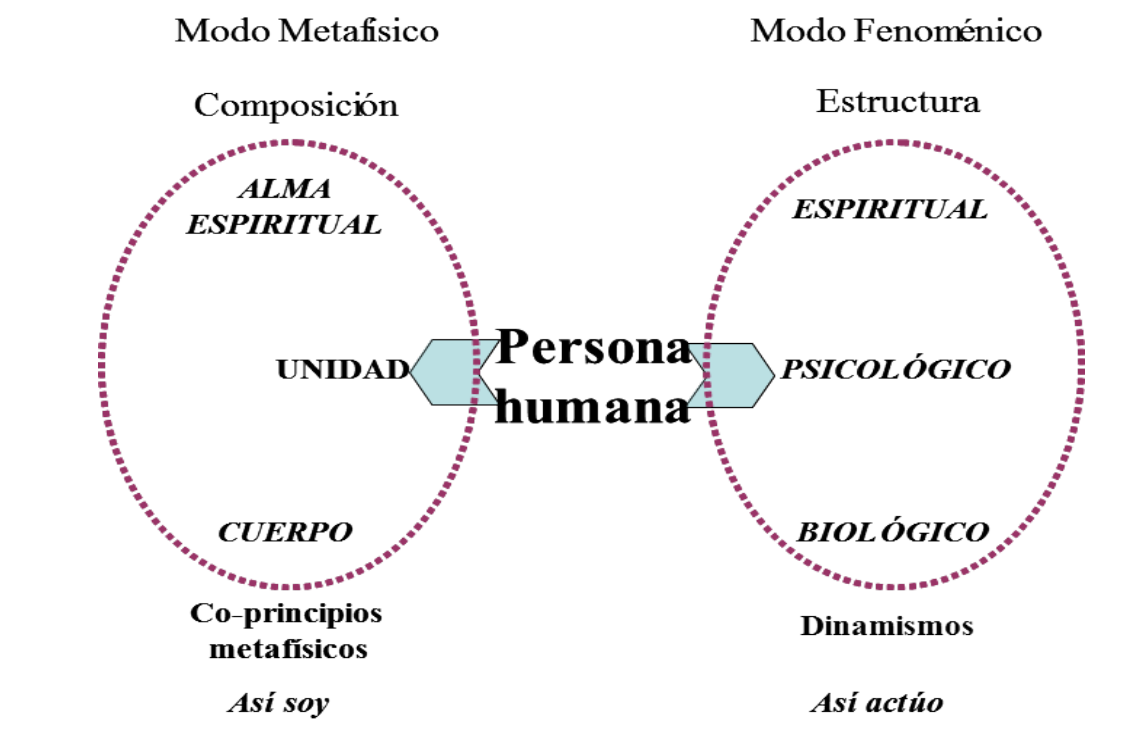 Modo Metafísico
Composición
ALMA
ESPIRITUAL
UNIDAD
CUERPO
Co-principios
metafísicos
Así soy
Persona
humana
Modo Fenoménico
Estructura
ESPIRITUAL
PSICOLÓGICO
BIOLÓGICO
Dinamismos
Así actúo